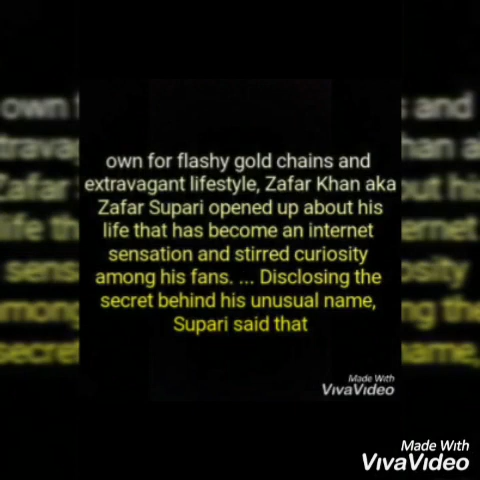 own for flashy gold chains and
extravagant lifestyle, Zafar Khan aka
Zafar Supari opened up about his
life that has become an internet
sensation and stirred curiosity
among his fans. ... Disclosing the
secret behind his unusual name,
Supari said that
Made With
VivaVideo
Made With
VivaVideo